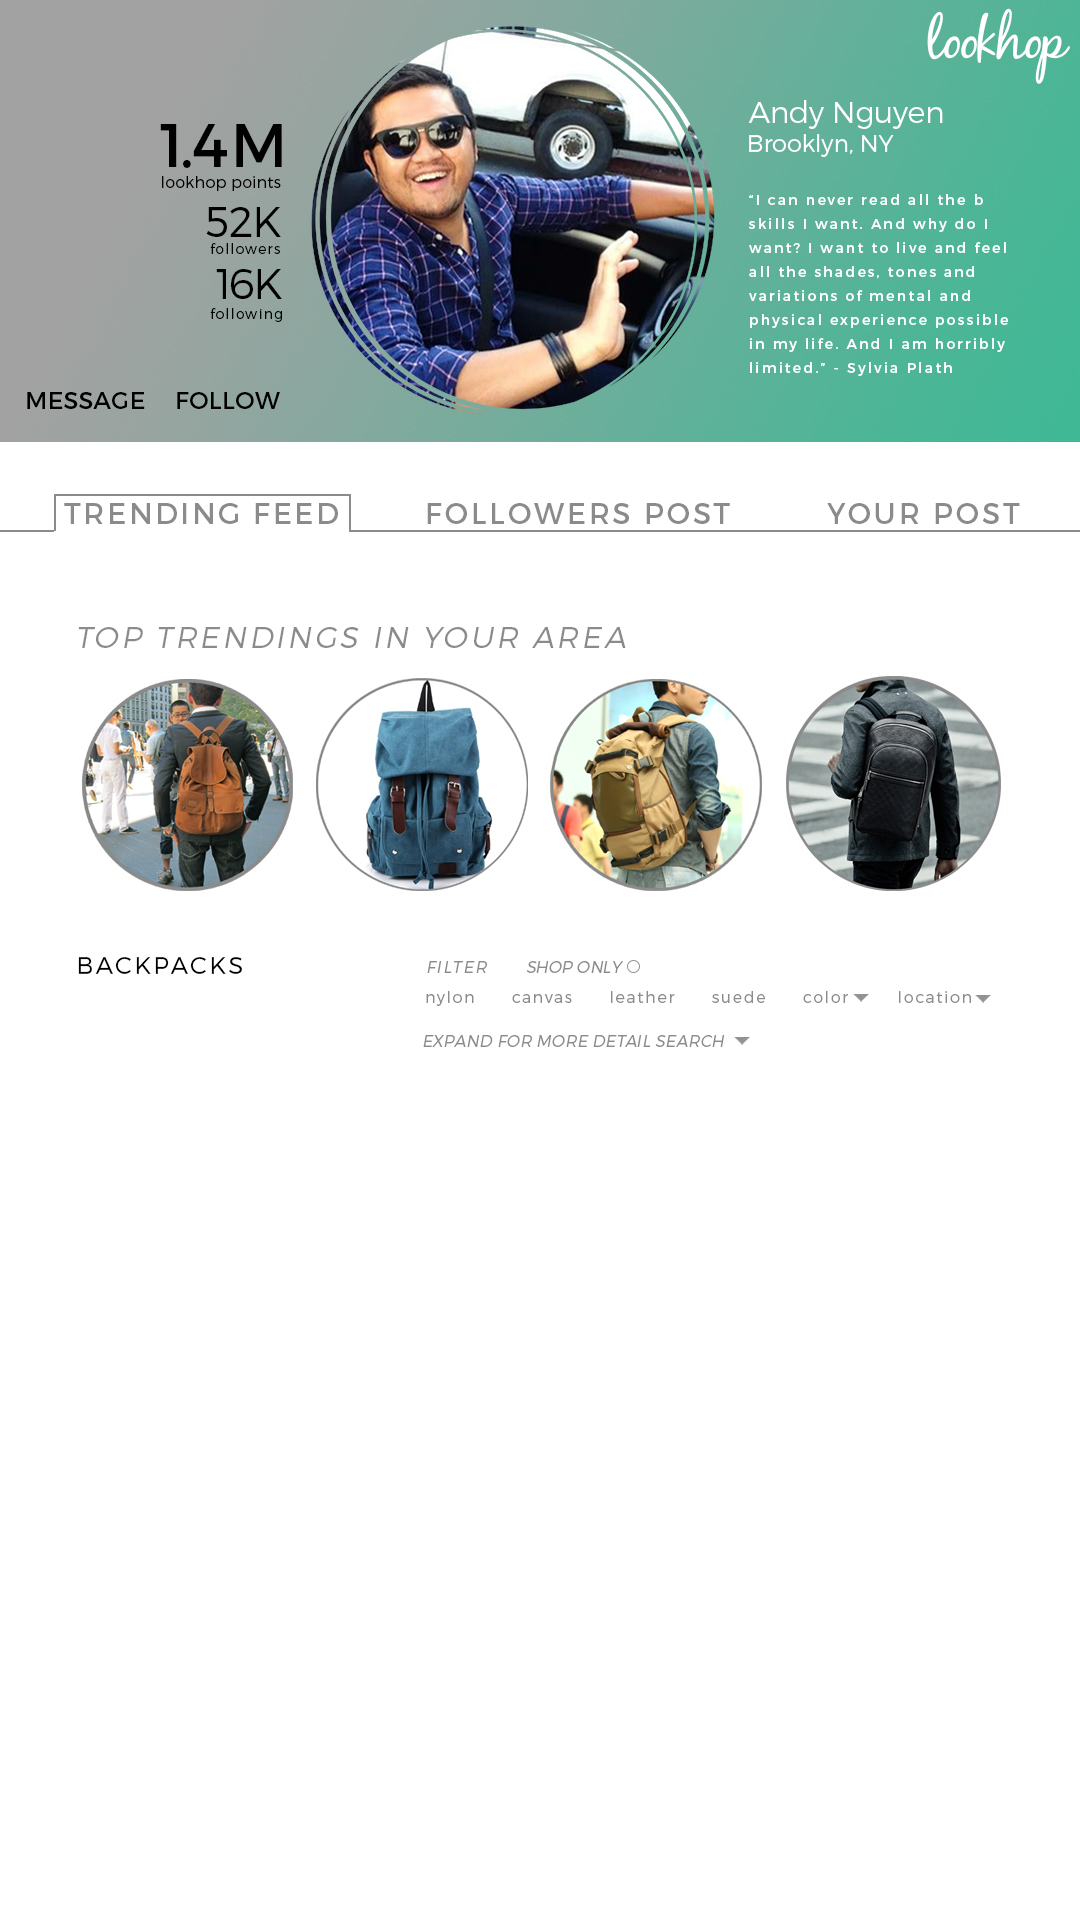 lookhop
1.4M
lookhop points
52K
followers
16K
following
MESSAGE FOLLOW
Andy Nguyen
Brooklyn, NY
“I can never read all the b
skills I want. And why do I
want? I want to live and feel
all the shades, tones and
variations of mental and
physical experience possible
in my life. And I am horribly
limited.” - Sylvia Plath
TRENDING FEED FOLLOWERS POST YOUR POST
TOP TRENDINGS IN YOUR AREA
BACKPACKS
FILTER SHOP ONLY
nylon canvas leather suede color location
EXPAND FOR MORE DETAIL SEARCH